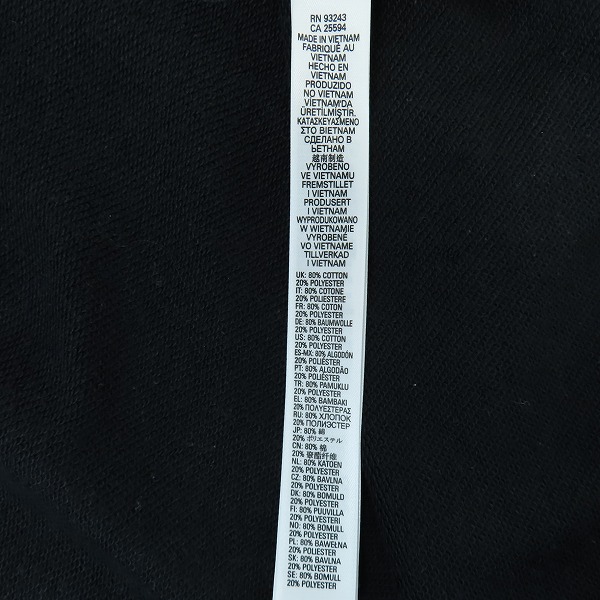 RN 93243
CA 25594
MADE IN VIETNAM
FABRIQUÉ AU
VIETNAM
HECHO EN
VIETNAM
PRODUZIDO
NO VIETNAM
VIETNAM'DA
ÜRETİLMİŞTİR.
ΚΑΤΑΣΚΕΥΑΣΜΕΝΟ
ΣΤΟ ΒΙΕΤΝΑΜ
СДЕЛАНО В
ЬЕТНАМ
越南制造
VYROBENO
VE VIETNAMU
FREMSTILLET
I VIETNAM
PRODUSERT
I VIETNAM
WYPRODUKOWANO
W WIETNAMIE
VYROBENÉ
VO VIETNAME
TILLVERKAD
I VIETNAM
UK: 80% COTTON
20% POLYESTER
IT: 80% COTONE
20% POLIESTERE
FR: 80% COTON
20% POLYESTER
DE: 80% BAUMWOLLE
20% POLYESTER
US: 80% COTTON
20% POLYESTER
ES-MX: 80% ALGODÓN
20% POLIÉSTER
PT: 80% ALGODÃO
20% POLIÉSTER
TR: 80% PAMUKLU
20% POLYESTER
EL: 80% BAMBAKI
20% ΠΟΛΥΕΣΤΕΡΑΣ
RU: 80% ХЛОПОК
20% ПОЛИЭСТЕР
JP: 80% 綿
20% ポリエステル
CN: 80% 棉
20% 聚酯纤维
NL: 80% KATOEN
20% POLYESTER
CZ: 80% BAVLNA
20% POLYESTER
DK: 80% BOMULD
20% POLYESTER
FI: 80% PUUVILLA
20% POLYESTERI
NO: 80% BOMULL
20% POLYESTER
PL: 80% BAWEŁNA
20% POLIESTER
SK: 80% BAVLNA
20% POLYESTER
SE: 80% BOMULL
20% POLYESTER